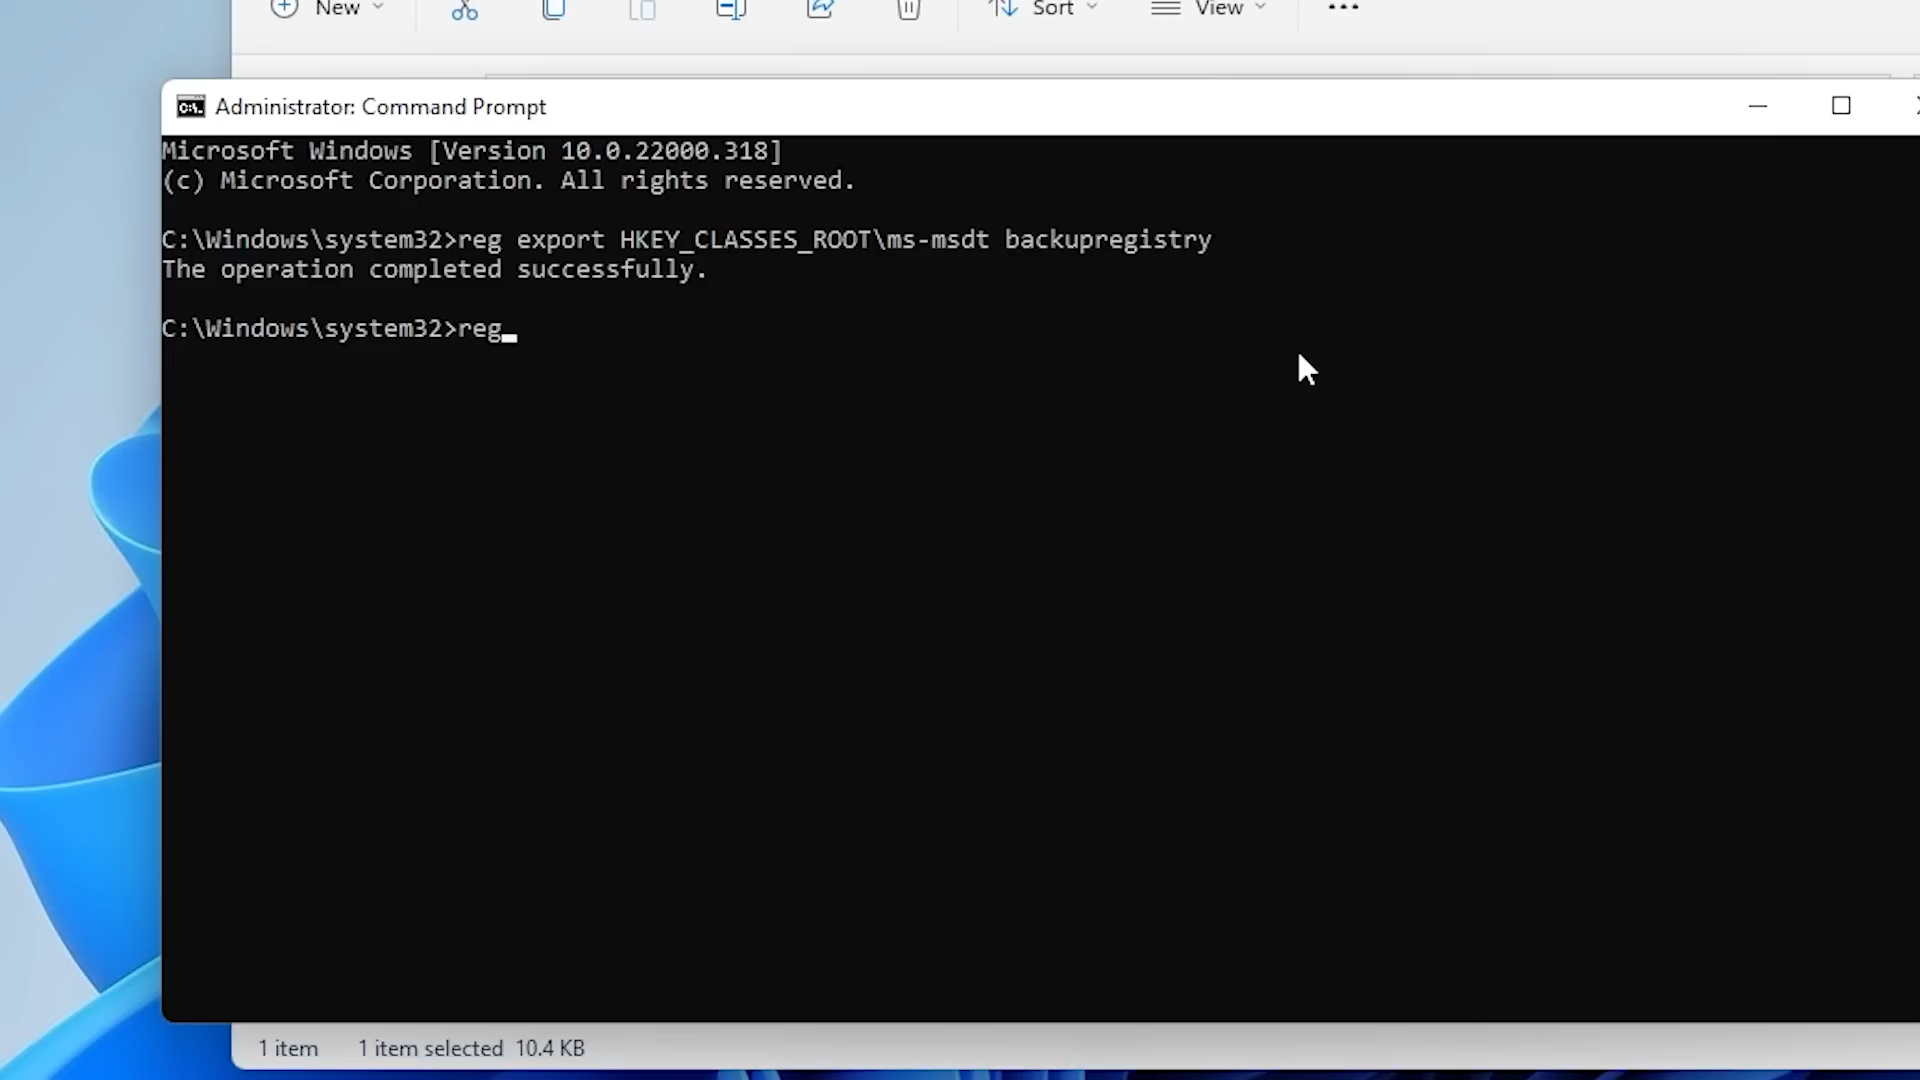 New
Sort
View
Administrator: Command Prompt
Microsoft Windows [Version 10.0.22000.318]
(c) Microsoft Corporation. All rights reserved.
C:\Windows\system32>reg export HKEY_CLASSES_ROOT\ms-msdt backupregistry
The operation completed successfully.
C:\Windows\system32>reg
1 item
1 item selected 10.4 KB